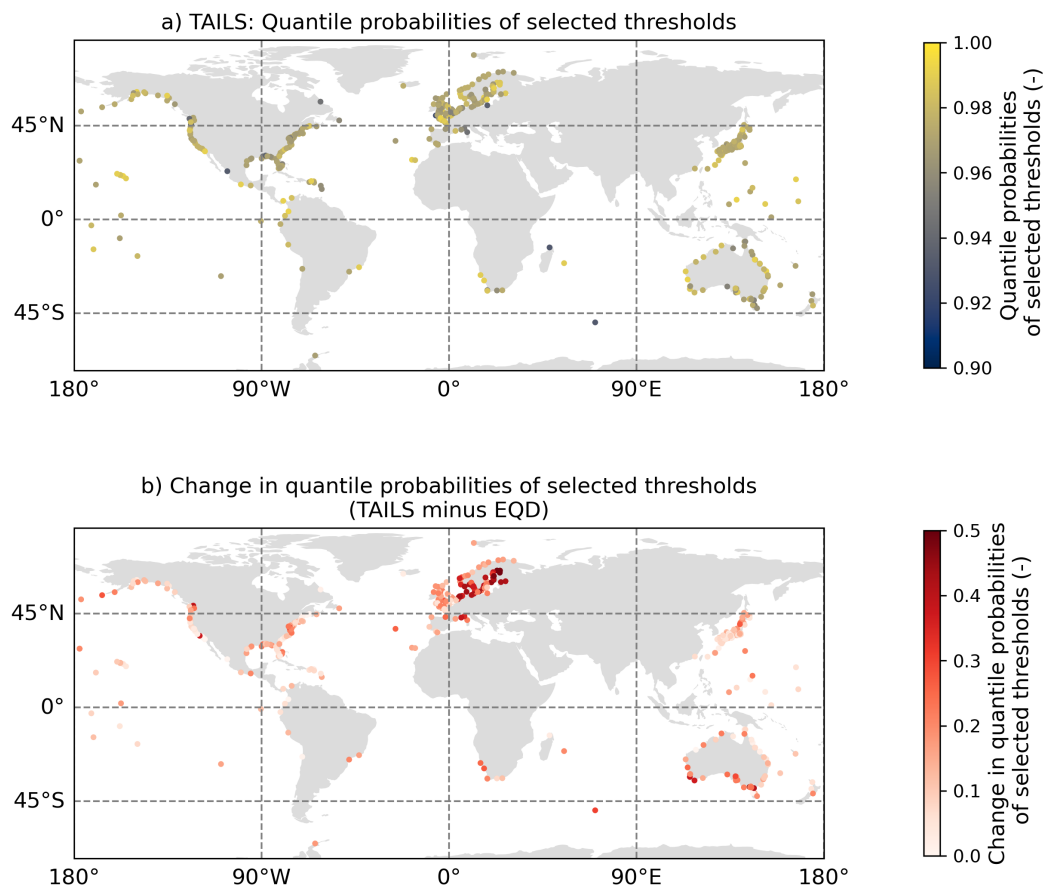 a) TAILS: Quantile probabilities of selected thresholds
45°N
0°
45°S
180°
90°W
0°
90°E
180°
1.00
0.98
0.96
0.94
0.92
0.90
Quantile probabilities
of selected thresholds (-)
b) Change in quantile probabilities of selected thresholds
(TAILS minus EQD)
45°N
0°
45°S
180°
90°W
0°
90°E
180°
0.5
0.4
0.3
0.2
0.1
0.0
Change in quantile probabilities
of selected thresholds (-)